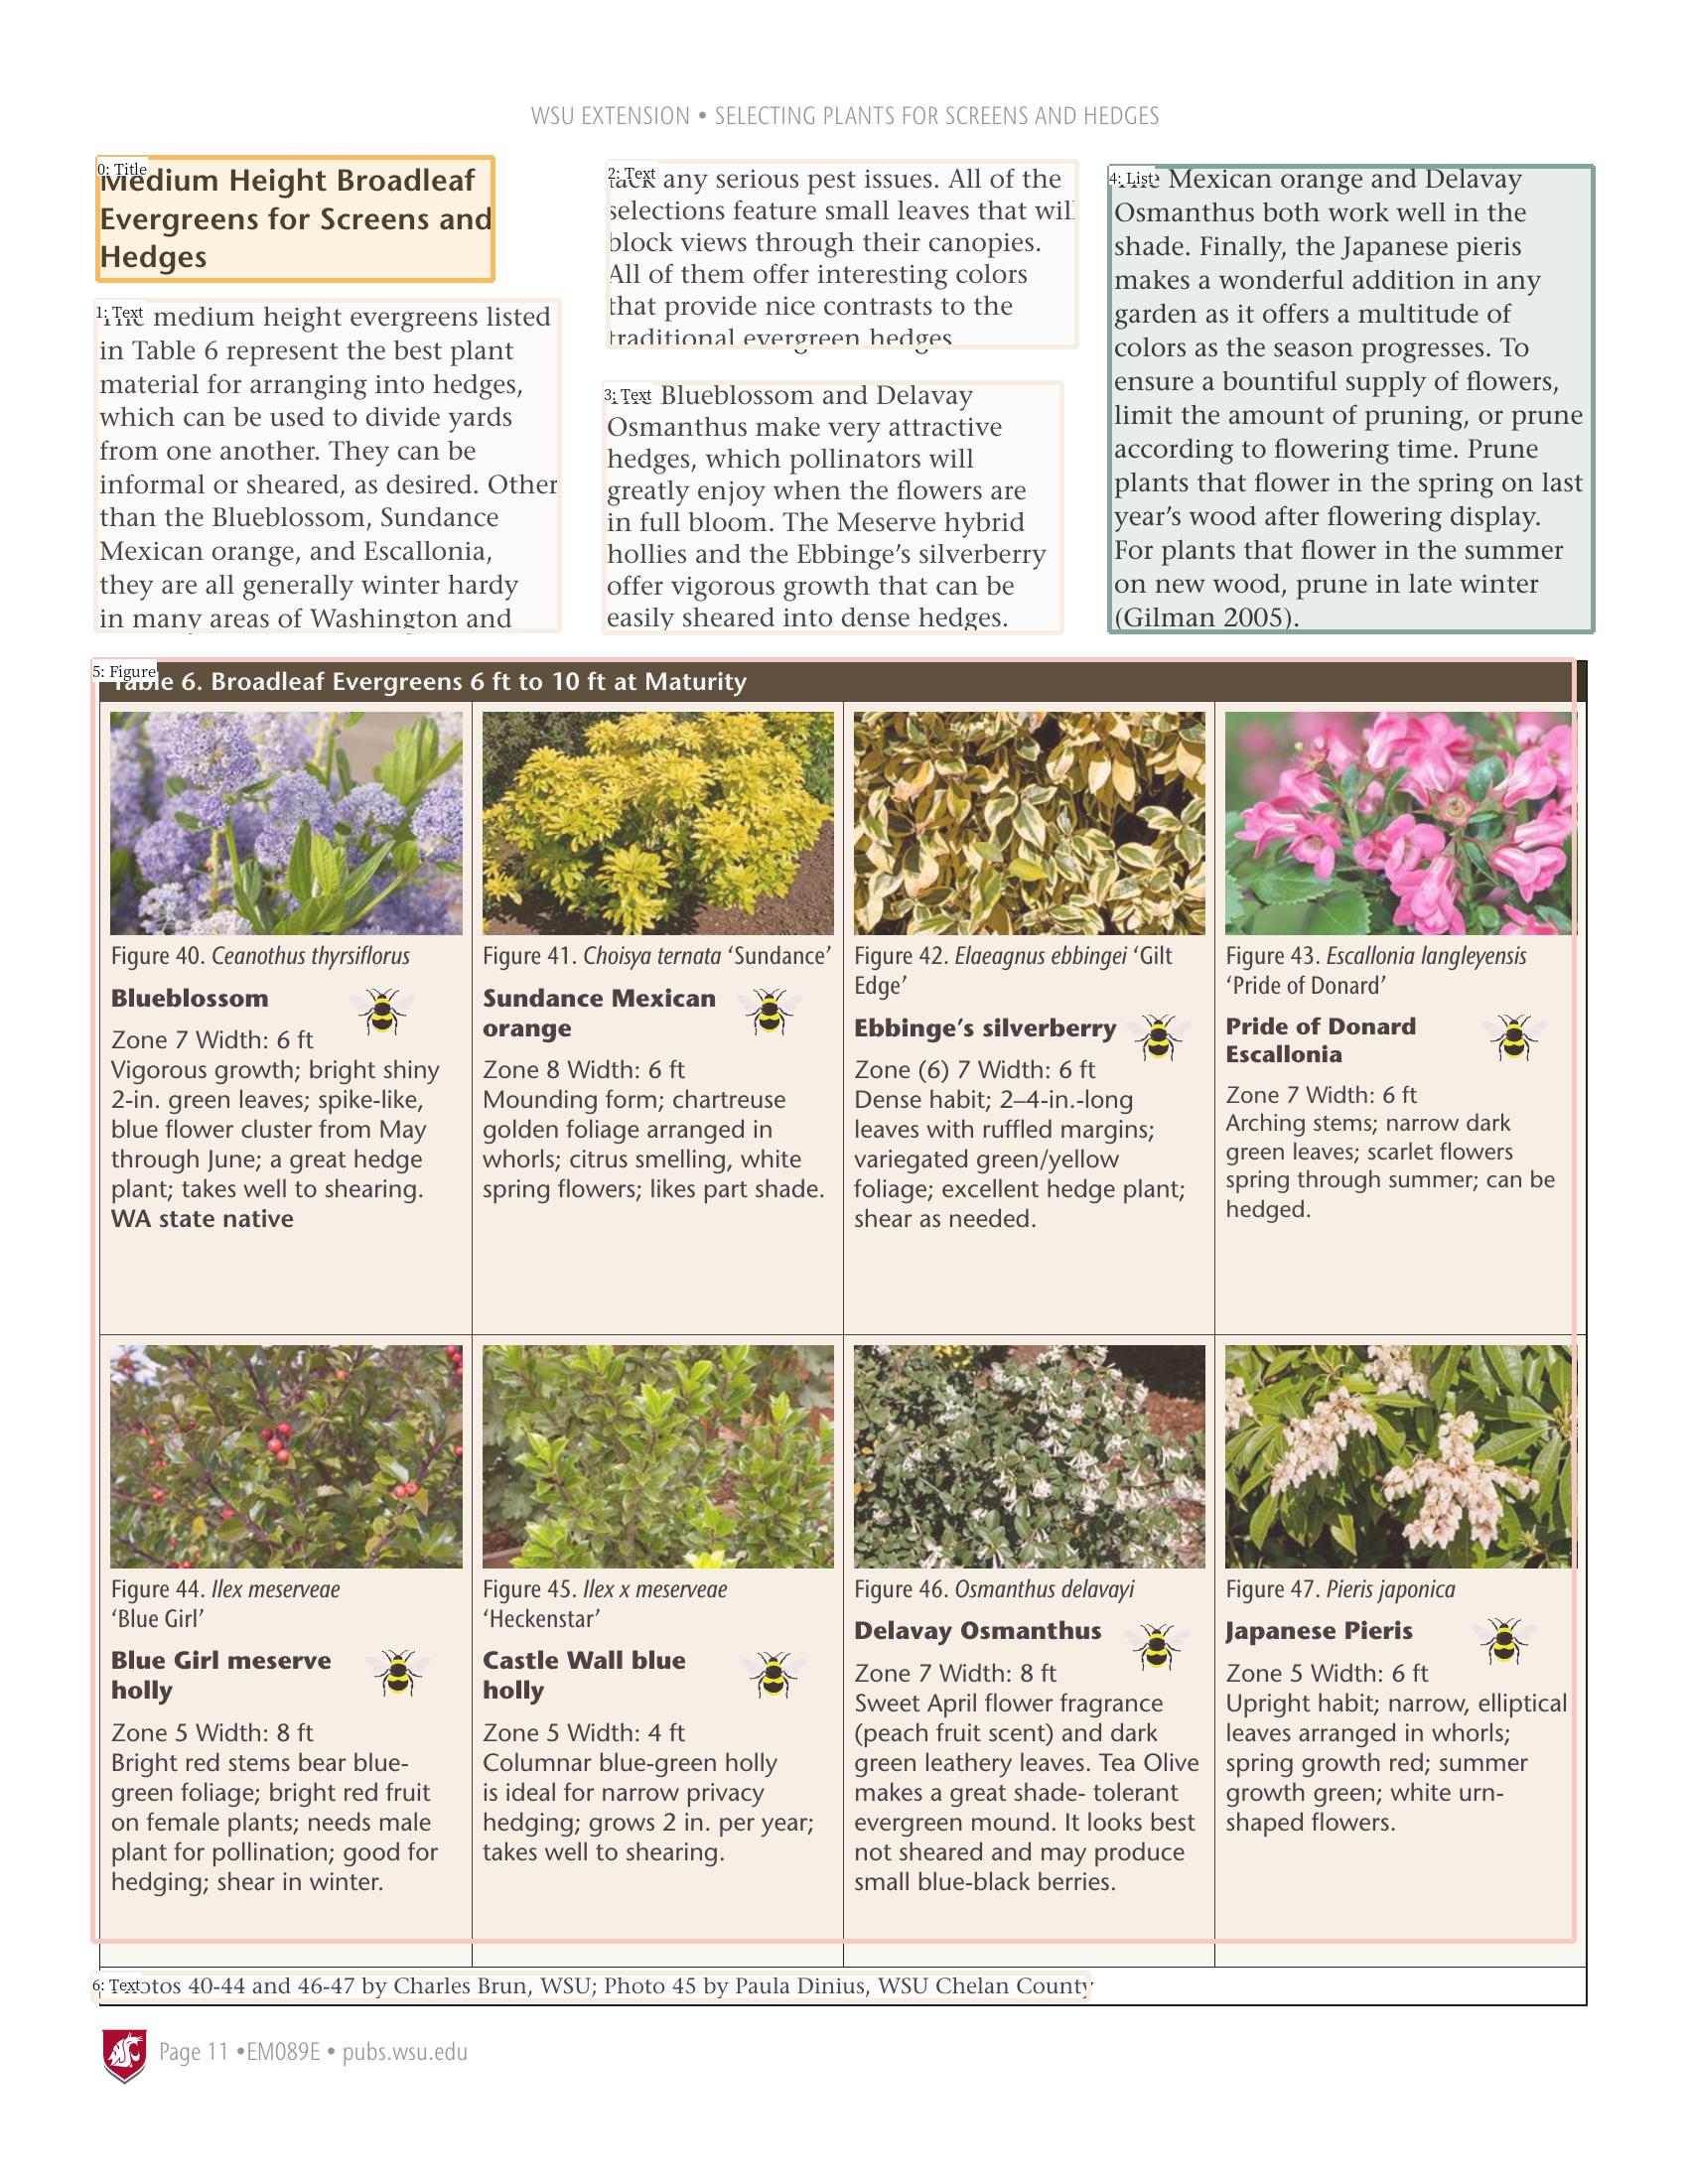 WSU EXTENSION • SELECTING PLANTS FOR SCREENS AND HEDGES
0: Title
Medium Height Broadleaf
Evergreens for Screens and
Hedges
1: Text
The medium height evergreens listed
in Table 6 represent the best plant
material for arranging into hedges,
which can be used to divide yards
from one another. They can be
informal or sheared, as desired. Other
than the Blueblossom, Sundance
Mexican orange, and Escallonia,
they are all generally winter hardy
in many areas of Washington and
2: Text
lack any serious pest issues. All of the
selections feature small leaves that will
block views through their canopies.
All of them offer interesting colors
that provide nice contrasts to the
traditional evergreen hedges
3: Text
The Blueblossom and Delavay
Osmanthus make very attractive
hedges, which pollinators will
greatly enjoy when the flowers are
in full bloom. The Meserve hybrid
hollies and the Ebbinge’s silverberry
offer vigorous growth that can be
easily sheared into dense hedges.
4: List
The Mexican orange and Delavay
Osmanthus both work well in the
shade. Finally, the Japanese pieris
makes a wonderful addition in any
garden as it offers a multitude of
colors as the season progresses. To
ensure a bountiful supply of flowers,
limit the amount of pruning, or prune
according to flowering time. Prune
plants that flower in the spring on last
year’s wood after flowering display.
For plants that flower in the summer
on new wood, prune in late winter
(Gilman 2005).
5: Figure
Table 6. Broadleaf Evergreens 6 ft to 10 ft at Maturity
Figure 40. Ceanothus thyrsiflorus
Blueblossom
Zone 7 Width: 6 ft
Vigorous growth; bright shiny
2-in. green leaves; spike-like,
blue flower cluster from May
through June; a great hedge
plant; takes well to shearing.
WA state native
Figure 41. Choisya ternata ‘Sundance’
Sundance Mexican
orange
Zone 8 Width: 6 ft
Mounding form; chartreuse
golden foliage arranged in
whorls; citrus smelling, white
spring flowers; likes part shade.
Figure 42. Elaeagnus ebbingei ‘Gilt
Edge’
Ebbinge’s silverberry
Zone (6) 7 Width: 6 ft
Dense habit; 2–4-in.-long
leaves with ruffled margins;
variegated green/yellow
foliage; excellent hedge plant;
shear as needed.
Figure 43. Escallonia langleyensis
‘Pride of Donard’
Pride of Donard
Escallonia
Zone 7 Width: 6 ft
Arching stems; narrow dark
green leaves; scarlet flowers
spring through summer; can be
hedged.
Figure 44. Ilex meserveae
‘Blue Girl’
Blue Girl meserve
holly
Zone 5 Width: 8 ft
Bright red stems bear blue-
green foliage; bright red fruit
on female plants; needs male
plant for pollination; good for
hedging; shear in winter.
Figure 45. Ilex x meserveae
‘Heckenstar’
Castle Wall blue
holly
Zone 5 Width: 4 ft
Columnar blue-green holly
is ideal for narrow privacy
hedging; grows 2 in. per year;
takes well to shearing.
Figure 46. Osmanthus delavayi
Delavay Osmanthus
Zone 7 Width: 8 ft
Sweet April flower fragrance
(peach fruit scent) and dark
green leathery leaves. Tea Olive
makes a great shade- tolerant
evergreen mound. It looks best
not sheared and may produce
small blue-black berries.
Figure 47. Pieris japonica
Japanese Pieris
Zone 5 Width: 6 ft
Upright habit; narrow, elliptical
leaves arranged in whorls;
spring growth red; summer
growth green; white urn-
shaped flowers.
6: Text
Photos 40-44 and 46-47 by Charles Brun, WSU; Photo 45 by Paula Dinius, WSU Chelan County
Page 11 •EM089E • pubs.wsu.edu